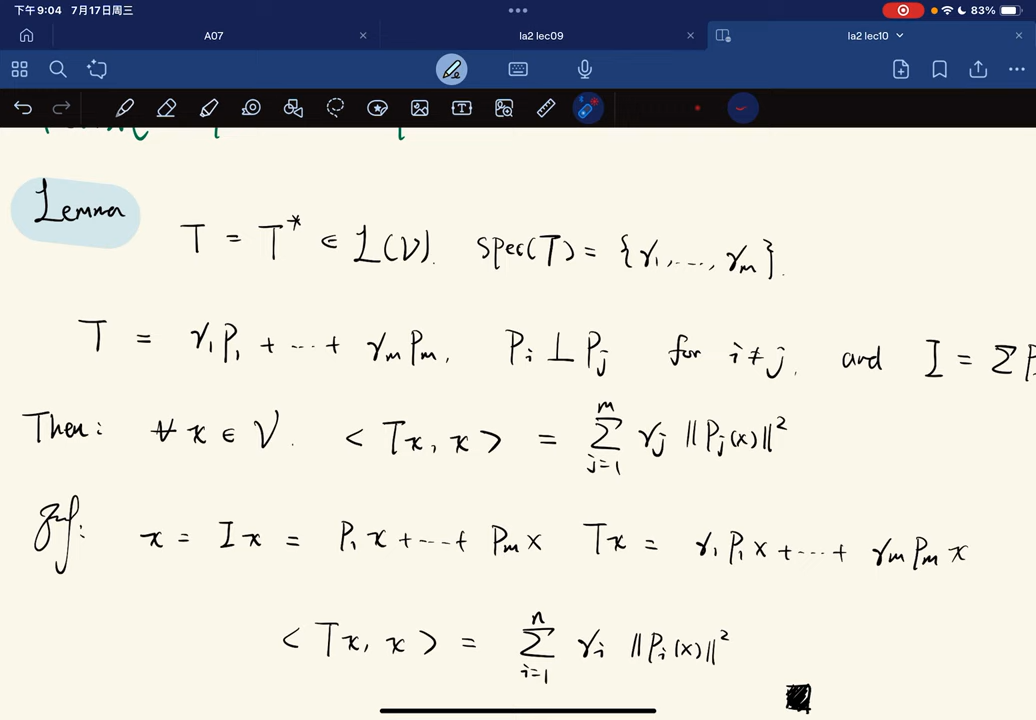 下午9:04 7月17日周三 83%
A07 la2 lec09 la2 lec10
Lemma
T = T* ∈ L(V). spec(T) = {γ₁, ..., γₘ}.
T = γ₁P₁ + ... + γₘPₘ, Pᵢ ⊥ Pⱼ for i ≠ j, and I = Σ P
Then: ∀ x ∈ V. < Tx, x > = Σ_{j=1}^{m} γⱼ ||Pⱼ(x)||²
x = Ix = P₁x + ... + Pₘx Tx = γ₁P₁x + ... + γₘPₘx
< Tx, x > = Σ_{i=1}^{n} γᵢ ||Pᵢ(x)||²